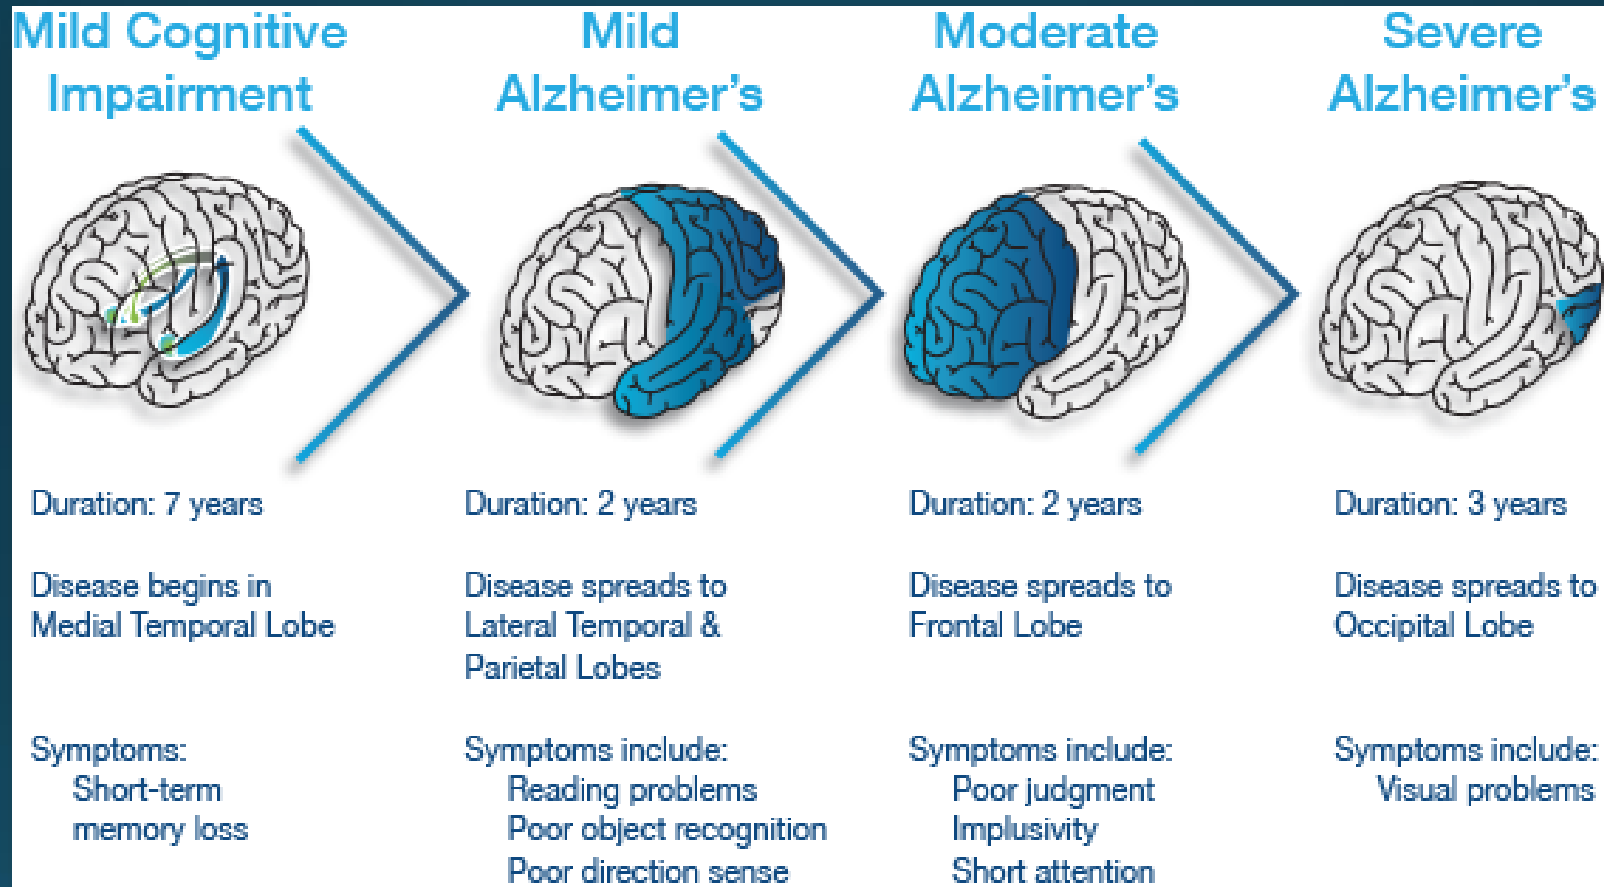 Mild Cognitive
Impairment
Duration: 7 years
Disease begins in
Medial Temporal Lobe
Symptoms:
Short-term
memory loss
Mild
Alzheimer's
Duration: 2 years
Disease spreads to
Lateral Temporal &
Parietal Lobes
Symptoms include:
Reading problems
Poor object recognition
Poor direction sense
Moderate
Alzheimer's
Duration: 2 years
Disease spreads to
Frontal Lobe
Symptoms include:
Poor judgment
Implusivity
Short attention
Severe
Alzheimer's
Duration: 3 years
Disease spreads to
Occipital Lobe
Symptoms include:
Visual problems